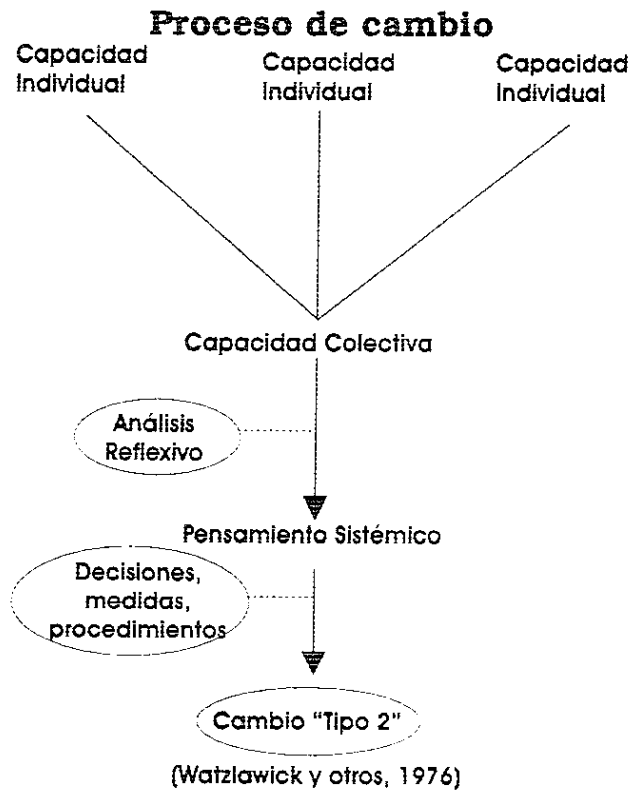 Proceso de cambio
Capacidad
Individual
Capacidad
Individual
Capacidad
Individual
Capacidad Colectiva
Análisis
Reflexivo
Pensamiento Sistémico
Decisiones,
medidas,
procedimientos
Cambio "Tipo 2"
(Watzlawick y otros, 1976)